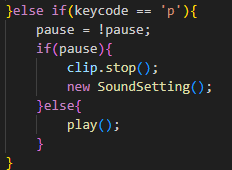 }else if(keycode == 'p'){
    pause = !pause;
    if(pause){
        clip.stop();
        new SoundSetting();
    }else{
        play();
    }
}